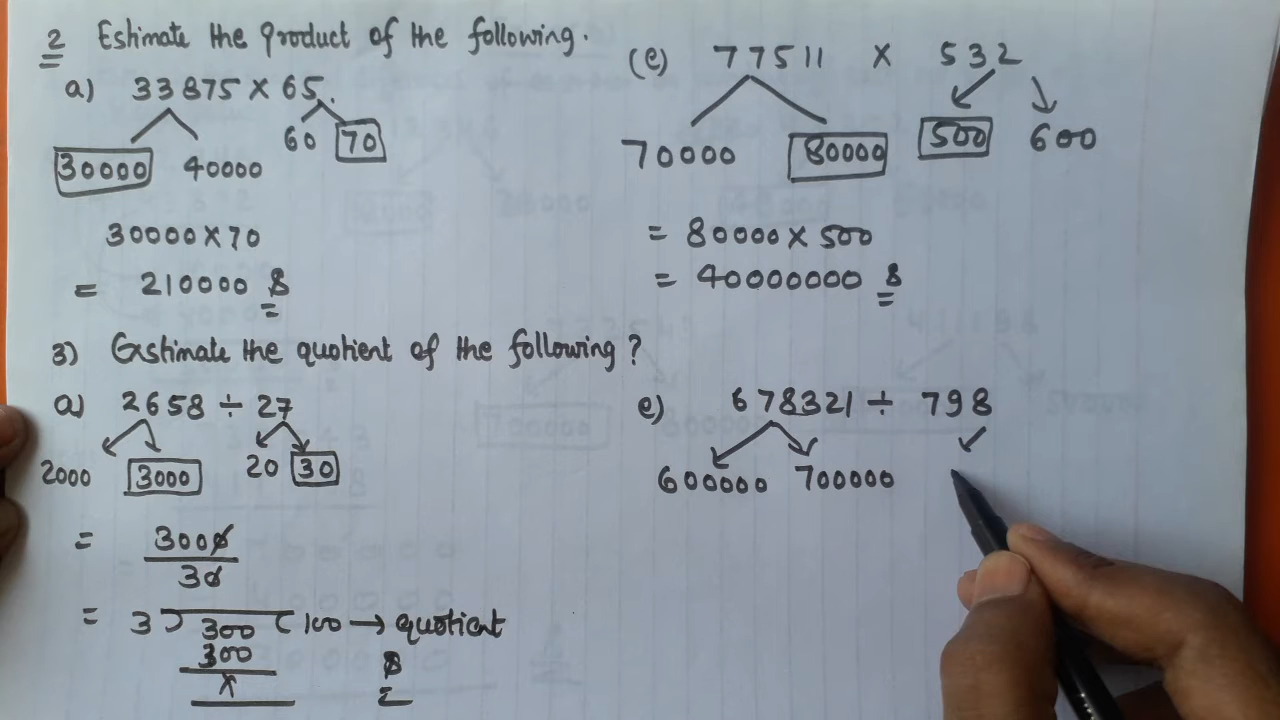 2 Estimate the product of the following.
a) 33875 × 65.
30000 40000 60 70
30000 × 70
= 210000
(e) 77511 × 532
70000 80000 500 600
= 80000 × 500
= 40000000
3) Estimate the quotient of the following?
a) 2658 ÷ 27
2000 3000 20 30
= 3000
30
= 3 300 100 → quotient
300
x
e) 678321 ÷ 798
600000 700000